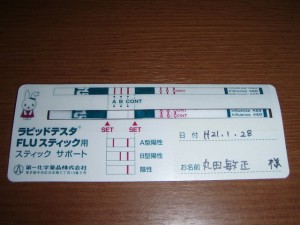 A B CONT
Influenza A&B
Influenza A&B
ラピッドテスタ
FLUスティック用
スティック サポート
SET
SET
A型陽性
B型陽性
陰性
日付 H21.1.28
お名前 丸田敏正 様
第一化学薬品株式会社